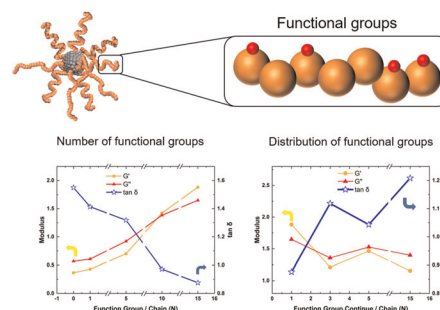 Functional groups
Number of functional groups
Distribution of functional groups
G'
G"
tan δ
2.0
1.5
1.0
0.5
0.0
Modulus
1.6
1.4
1.2
1.0
0.8
tan δ
-1 0 1 5 10 15 16
Function Group / Chain (N)
G'
G"
tan δ
2.5
2.0
1.5
1.0
Modulus
1.2
1.1
1.0
0.9
0.8
0 1 3 5 15 16
Function Group Continue / Chain (N)